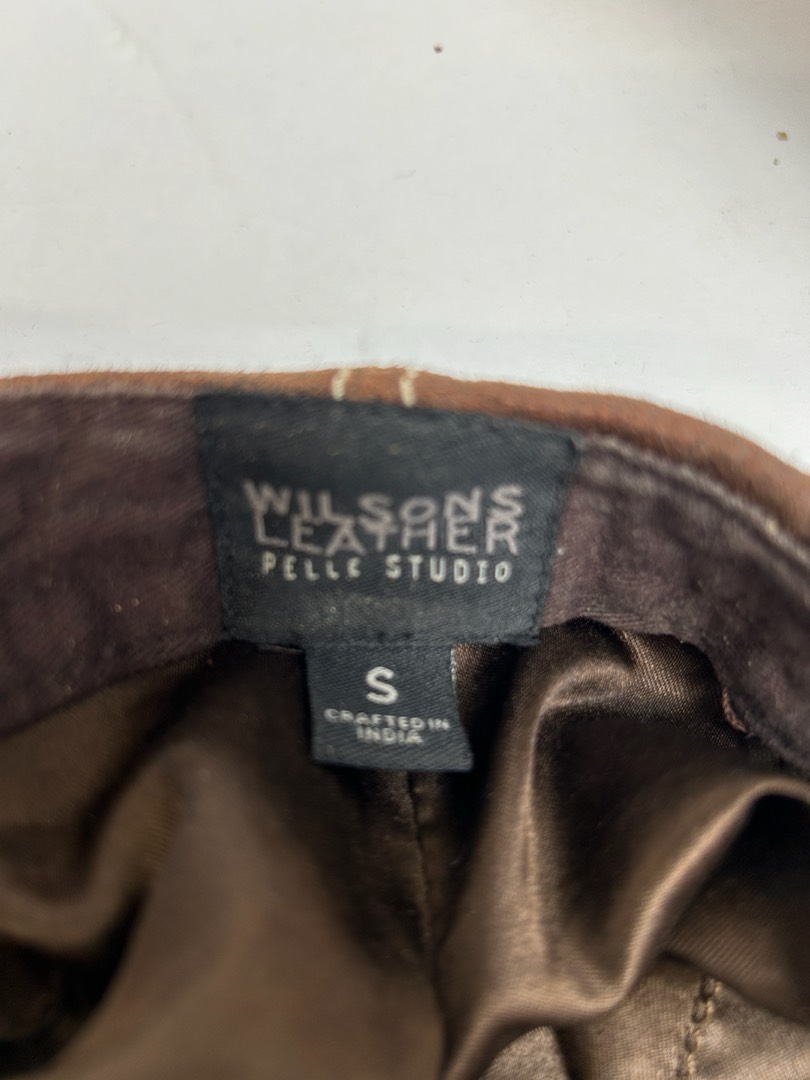 WILSONS
LEATHER
PELLE STUDIO
S
CRAFTED IN
INDIA